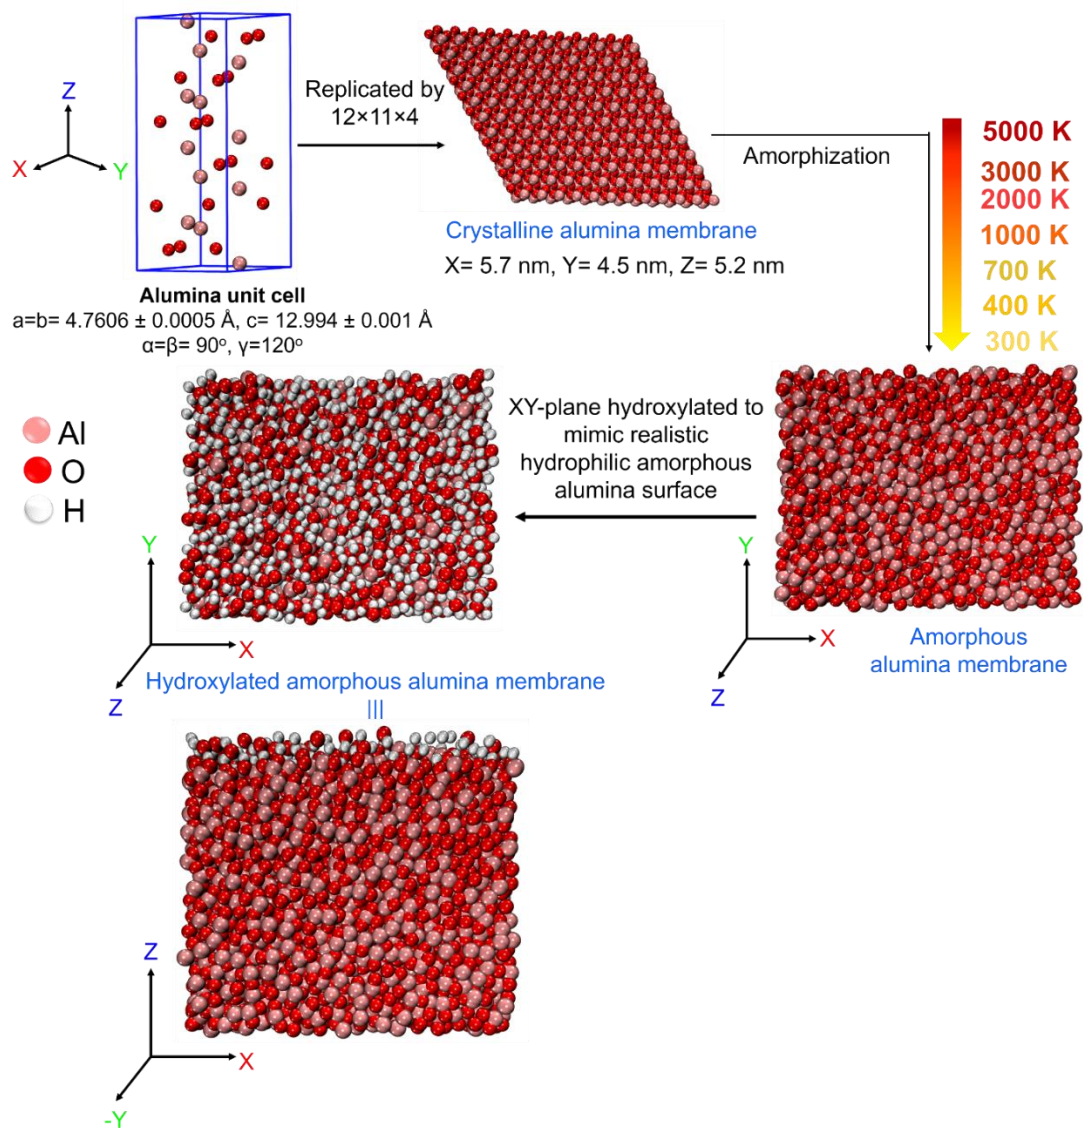 Z
X
Y
Replicated by
12×11×4
Amorphization
5000 K
3000 K
2000 K
1000 K
700 K
400 K
300 K
Crystalline alumina membrane
X= 5.7 nm, Y= 4.5 nm, Z= 5.2 nm
Alumina unit cell
a=b= 4.7606 ± 0.0005 Å, c= 12.994 ± 0.001 Å
α=β= 90°, γ=120°
Al
O
H
XY-plane hydroxylated to
mimic realistic
hydrophilic amorphous
alumina surface
Y
X
Z
Hydroxylated amorphous alumina membrane
Y
X
Z
Amorphous
alumina membrane
Z
X
-Y